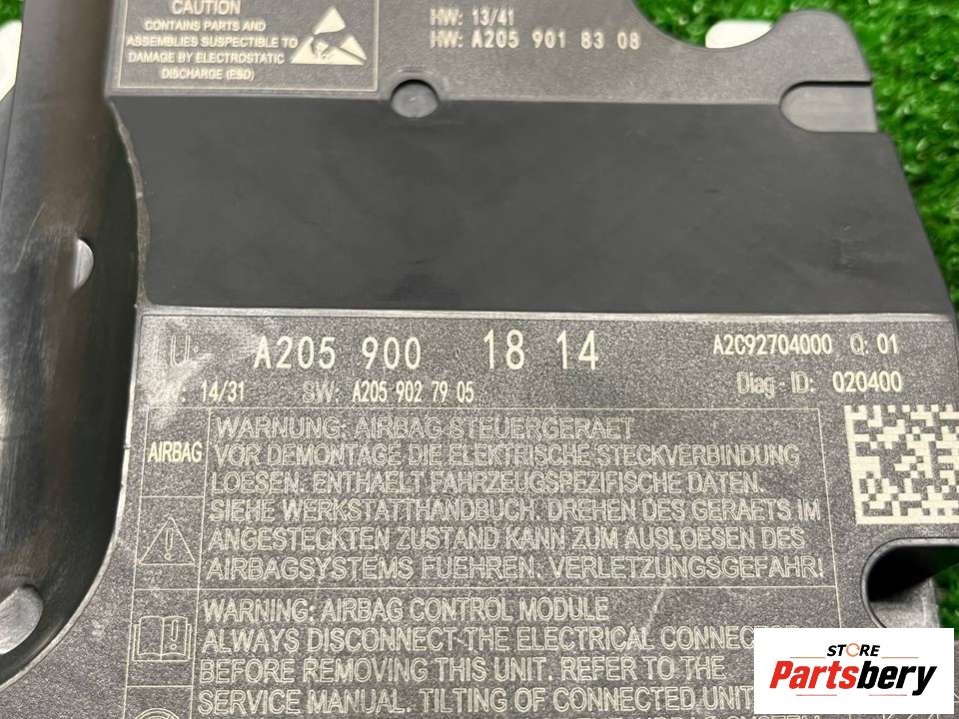 CAUTION
CONTAINS PARTS AND
ASSEMBLIES SUSCEPTIBLE TO
DAMAGE BY ELECTROSTATIC
DISCHARGE (ESD)
HW: 13/41
HW: A205 901 83 08
U
A205 900 18 14
A2C92704000 Q: 01
14/31 SW: A205 902 79 05
Diag-ID: 020400
AIRBAG
WARNUNG: AIRBAG-STEUERGERAET
VOR DEMONTAGE DIE ELEKTRISCHE STECKVERBINDUNG
LOESEN. ENTHAELT FAHRZEUGSPEZIFISCHE DATEN.
SIEHE WERKSTATTHANDBUCH. DREHEN DES GERAETS IM
ANGESTECKTEN ZUSTAND KANN ZUM AUSLOESEN DES
AIRBAGSYSTEMS FUEHREN. VERLETZUNGSGEFAHR!
WARNING: AIRBAG CONTROL MODULE
ALWAYS DISCONNECT THE ELECTRICAL
BEFORE REMOVING THIS UNIT. REFER TO THE
SERVICE MANUAL. TILTING OF CONNECTED UNIT
STORE
Partsbery